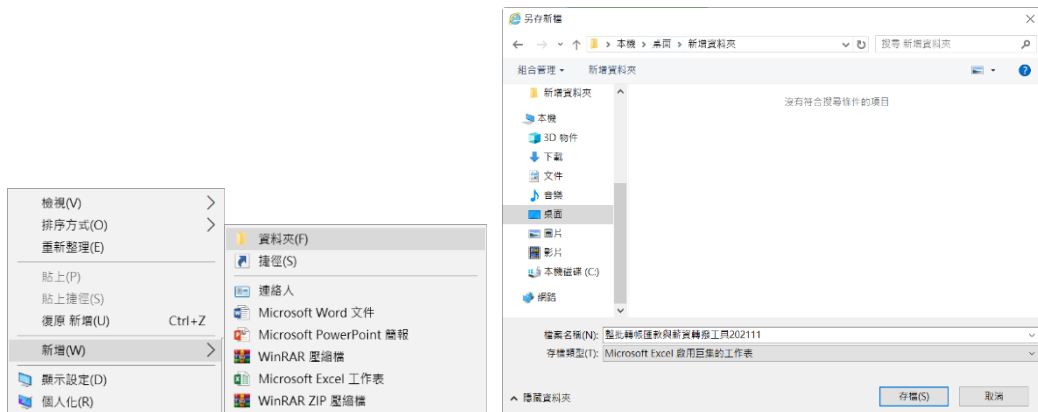 檢視(V)
排序方式(O)
重新整理(E)
貼上(P)
貼上捷徑(S)
復原 新增(U) Ctrl+Z
新增(W)
顯示設定(D)
個人化(R)
資料夾(F)
捷徑(S)
連絡人
Microsoft Word 文件
Microsoft PowerPoint 簡報
WinRAR 壓縮檔
Microsoft Excel 工作表
WinRAR ZIP 壓縮檔
另存新檔
本機 › 桌面 › 新增資料夾
搜尋 新增資料夾
組合管理 新增資料夾
新增資料夾
本機
3D 物件
下載
文件
音樂
桌面
圖片
影片
本機磁碟 (C:)
網路
沒有符合搜尋條件的項目
檔案名稱(N): 整批轉帳匯款與薪資轉撥工具202111
存檔類型(T): Microsoft Excel 啟用巨集的工作表
隱藏資料夾
存檔(S)
取消